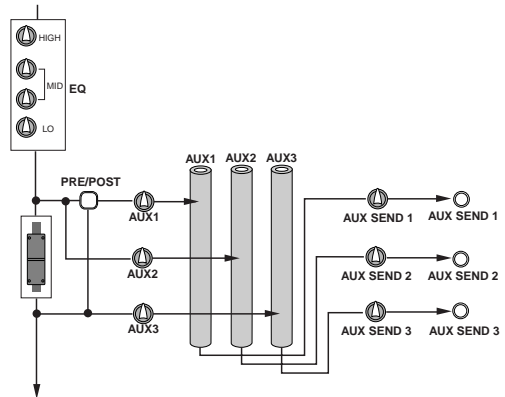 HIGH
MID
EQ
LO
PRE/POST
AUX1 AUX2 AUX3
AUX1
AUX2
AUX3
AUX SEND 1 AUX SEND 1
AUX SEND 2 AUX SEND 2
AUX SEND 3 AUX SEND 3